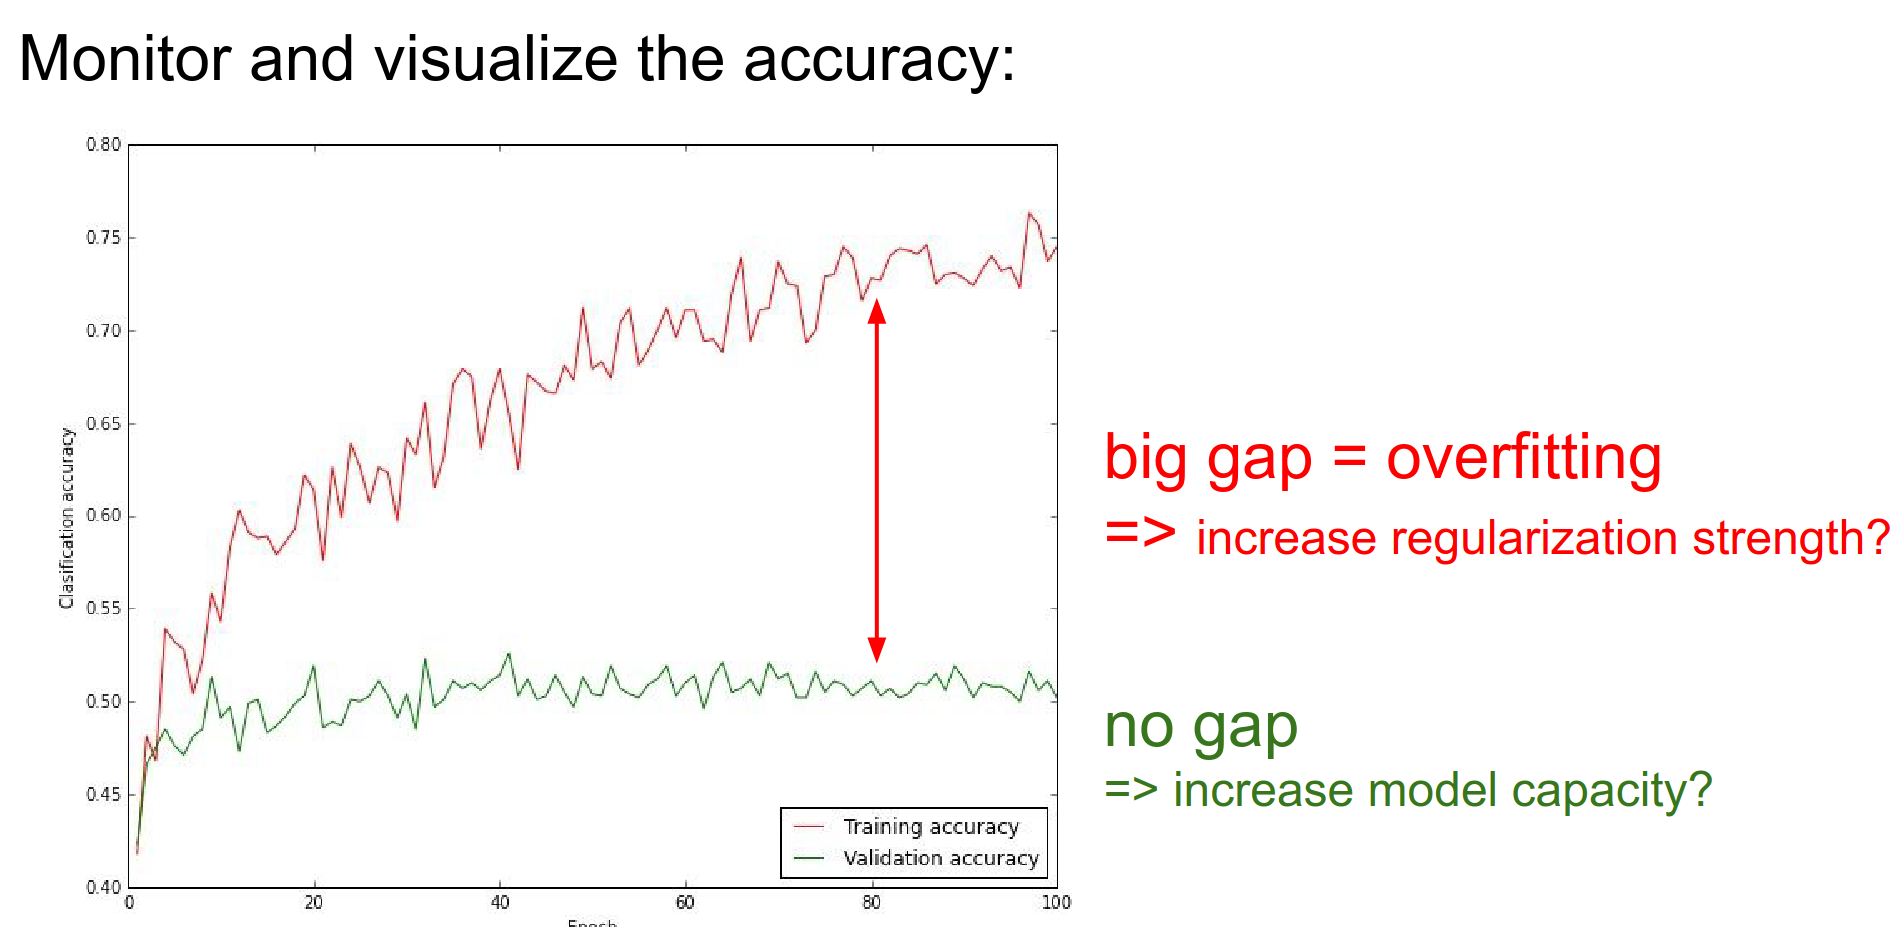 Monitor and visualize the accuracy:
0.80
0.75
0.70
0.65
0.60
0.55
0.50
0.45
0.40
Clasification accuracy
0
20
40
60
80
100
Epoch
Training accuracy
Validation accuracy
big gap = overfitting
=> increase regularization strength?
no gap
=> increase model capacity?